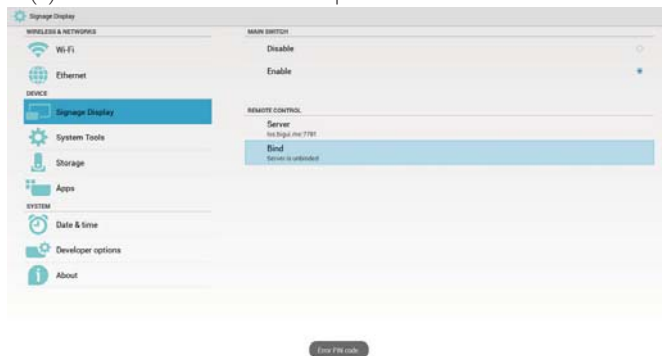 Signage Display
WIRELESS & NETWORKS
Wi-Fi
Ethernet
DEVICE
Signage Display
System Tools
Storage
Apps
SYSTEM
Date & time
Developer options
About
MAIN SWITCH
Disable
Enable
REMOTE CONTROL
Server
Bind
Server is unbinded
Error PIN code